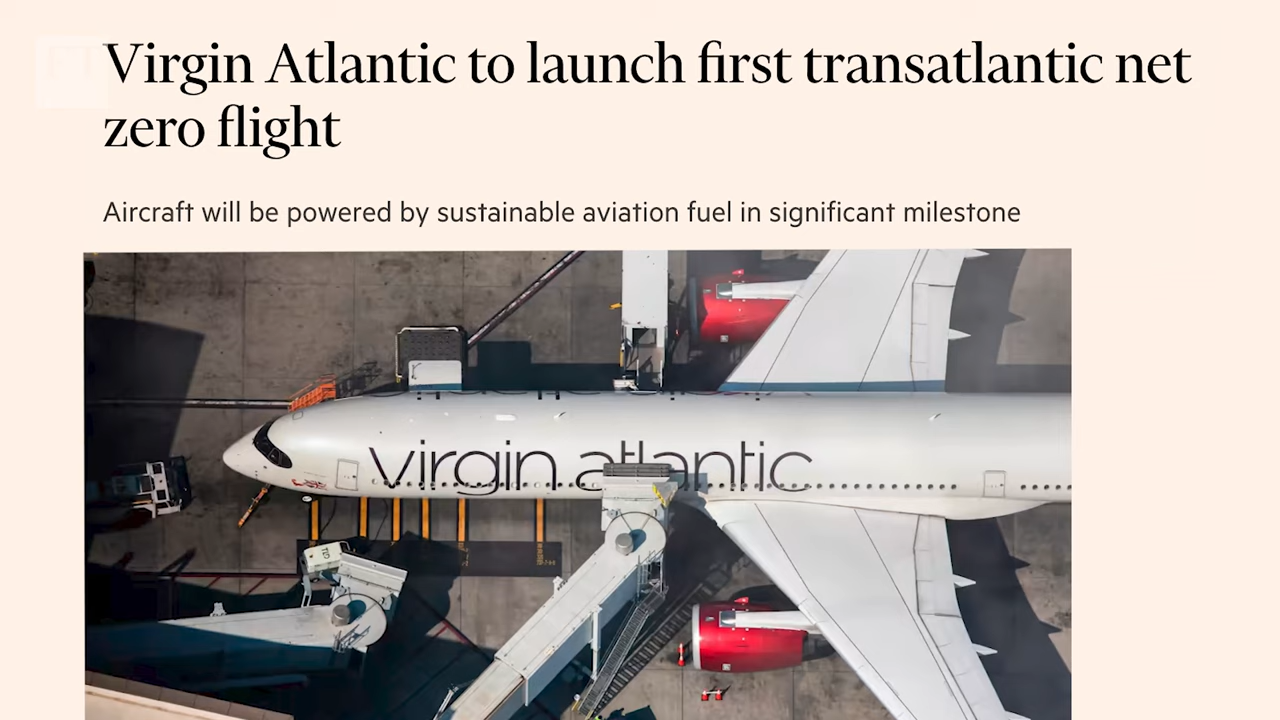 Virgin Atlantic to launch first transatlantic net
zero flight
Aircraft will be powered by sustainable aviation fuel in significant milestone
virgin atlantic